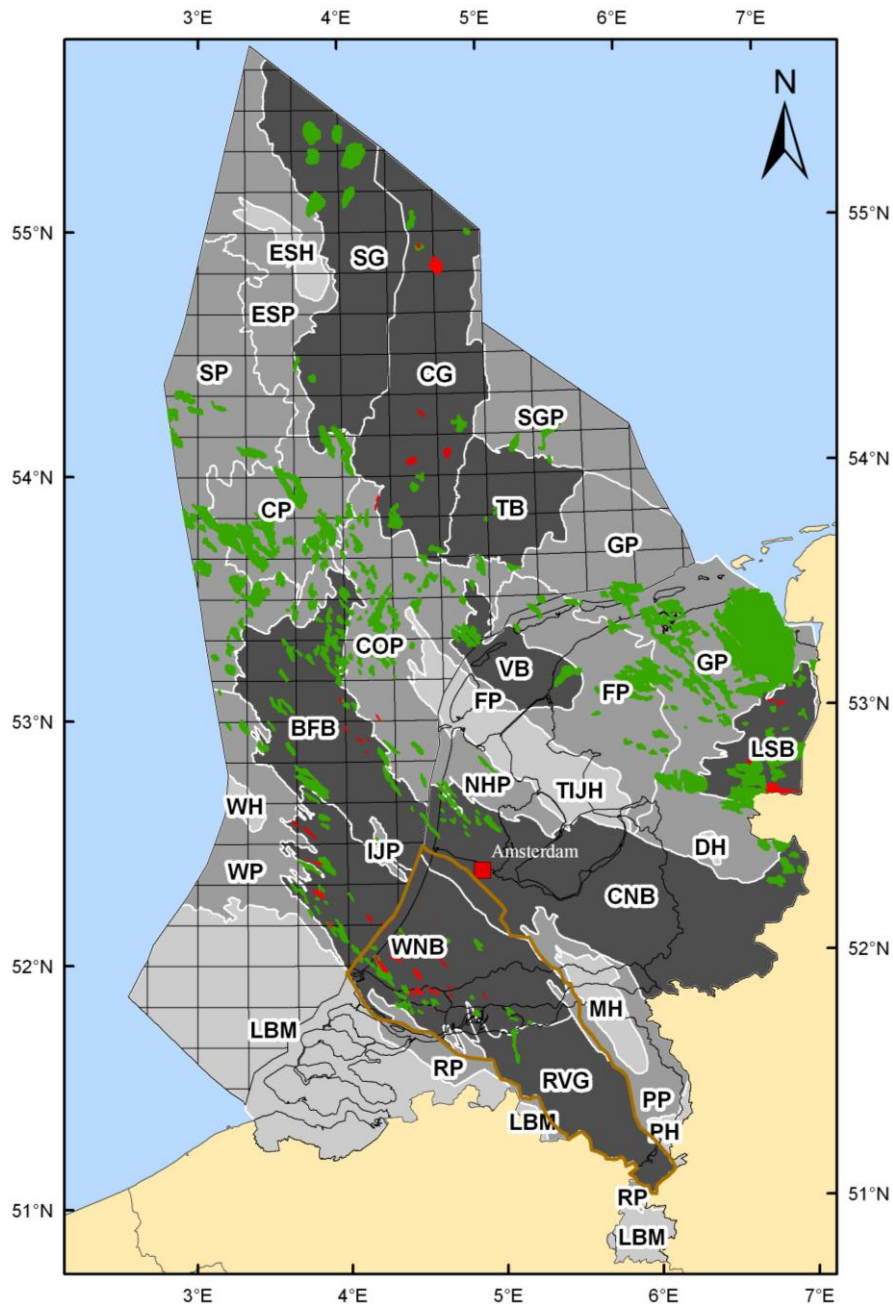 3°E 4°E 5°E 6°E 7°E
N
55°N 55°N
ESH SG
ESP
SP CG
SGP
54°N 54°N
CP TB
GP
COP GP
VB FP
FP
53°N 53°N
BFB LSB
NHP TIJH
WH
IJP DH
Amsterdam
WP
CNB
WNB
52°N 52°N
MH
LBM
RP RVG
PP
LBM PH
51°N RP 51°N
LBM
3°E 4°E 5°E 6°E 7°E